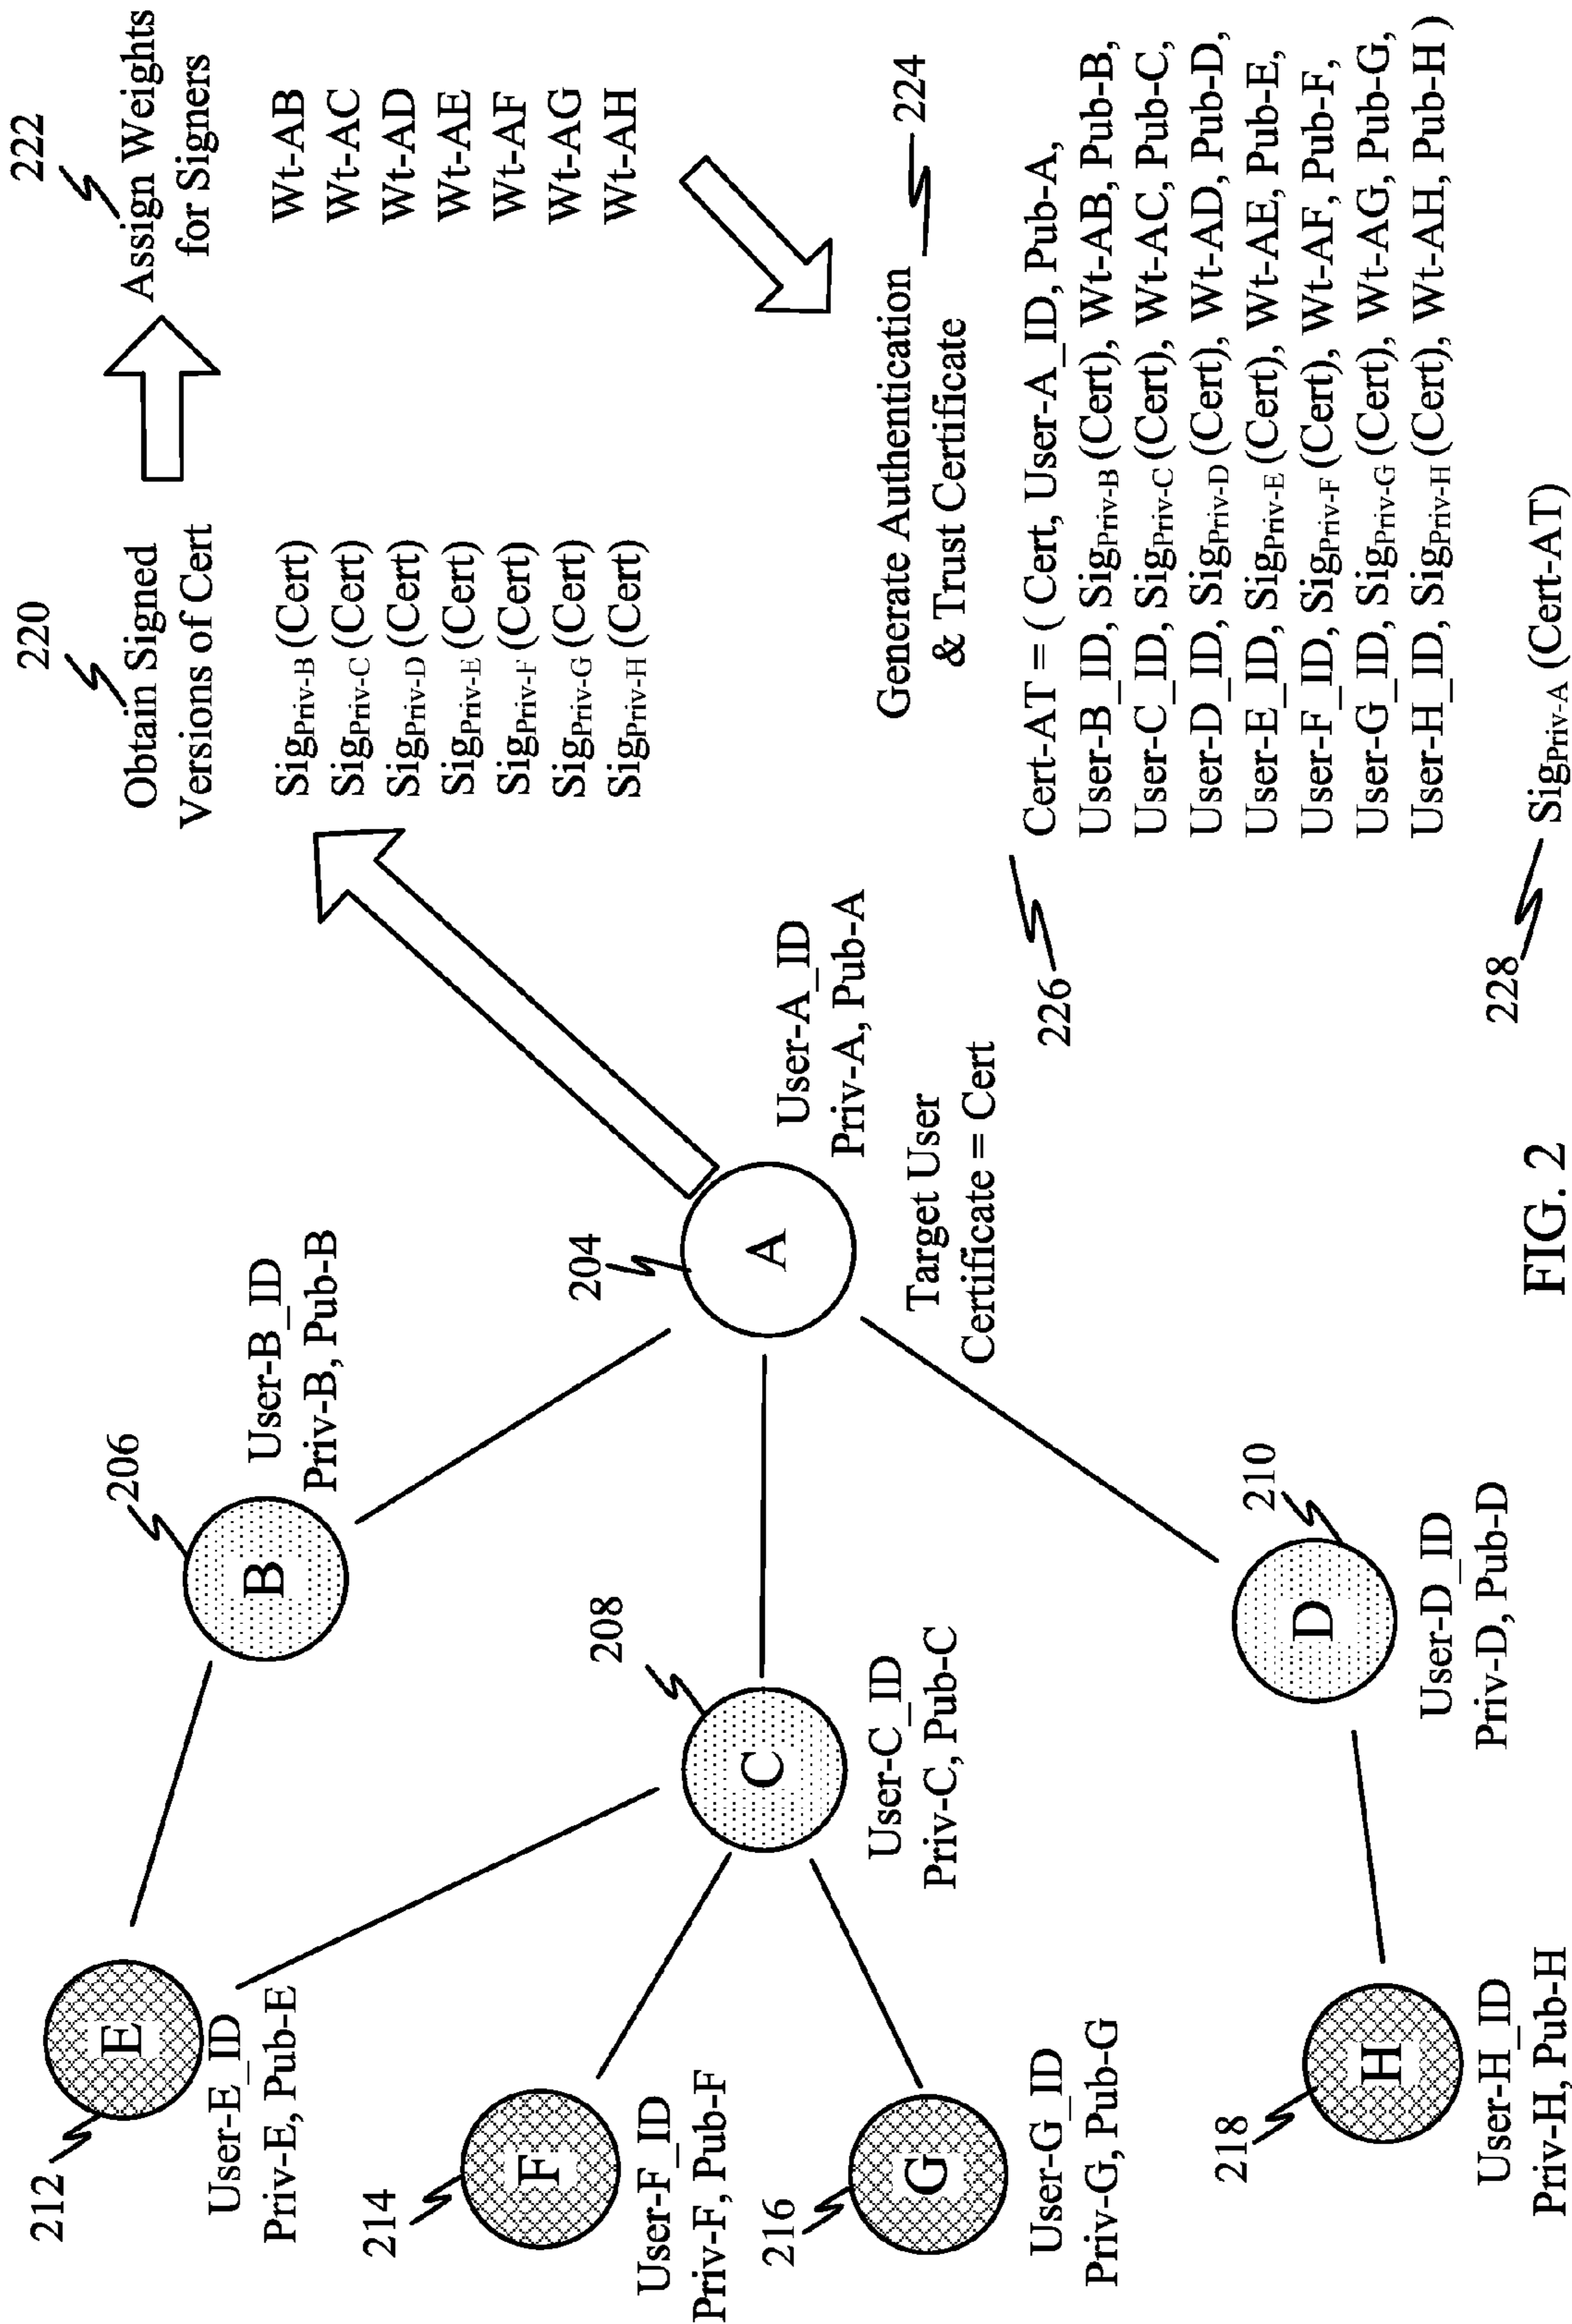 212
E
User-E_ID
Priv-E, Pub-E
206
B
User-B_ID
Priv-B, Pub-B
214
F
User-F_ID
Priv-F, Pub-F
208
C
User-C_ID
Priv-C, Pub-C
204
A
User-A_ID
Priv-A, Pub-A
Target User
Certificate = Cert
216
G
User-G_ID
Priv-G, Pub-G
218
H
User-H_ID
Priv-H, Pub-H
210
D
User-D_ID
Priv-D, Pub-D
220
Obtain Signed
Versions of Cert
SigPriv-B (Cert)
SigPriv-C (Cert)
SigPriv-D (Cert)
SigPriv-E (Cert)
SigPriv-F (Cert)
SigPriv-G (Cert)
SigPriv-H (Cert)
222
Assign Weights
for Signers
Wt-AB
Wt-AC
Wt-AD
Wt-AE
Wt-AF
Wt-AG
Wt-AH
Generate Authentication
& Trust Certificate
224
226
Cert-AT = ( Cert, User-A_ID, Pub-A,
User-B_ID, SigPriv-B (Cert), Wt-AB, Pub-B,
User-C_ID, SigPriv-C (Cert), Wt-AC, Pub-C,
User-D_ID, SigPriv-D (Cert), Wt-AD, Pub-D,
User-E_ID, SigPriv-E (Cert), Wt-AE, Pub-E,
User-F_ID, SigPriv-F (Cert), Wt-AF, Pub-F,
User-G_ID, SigPriv-G (Cert), Wt-AG, Pub-G,
User-H_ID, SigPriv-H (Cert), Wt-AH, Pub-H )
228
SigPriv-A (Cert-AT)
FIG. 2